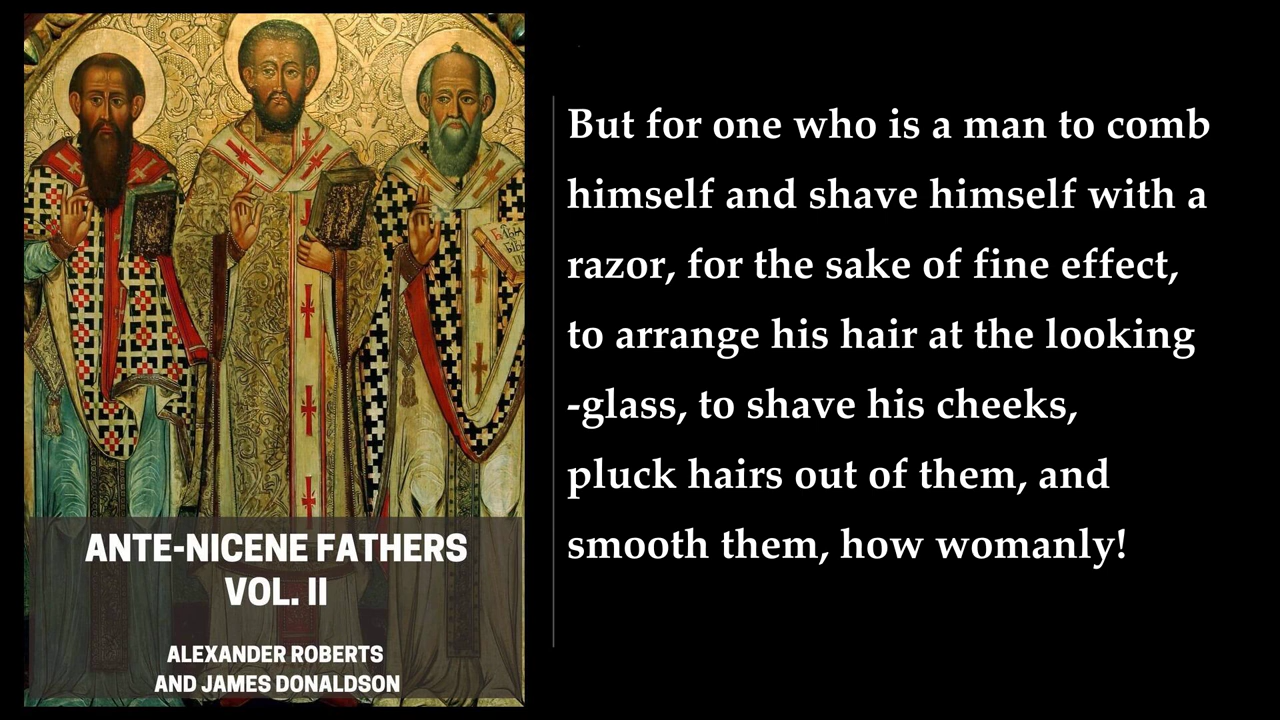 ANTE-NICENE FATHERS
VOL. II
ALEXANDER ROBERTS
AND JAMES DONALDSON
But for one who is a man to comb
himself and shave himself with a
razor, for the sake of fine effect,
to arrange his hair at the looking
-glass, to shave his cheeks,
pluck hairs out of them, and
smooth them, how womanly!